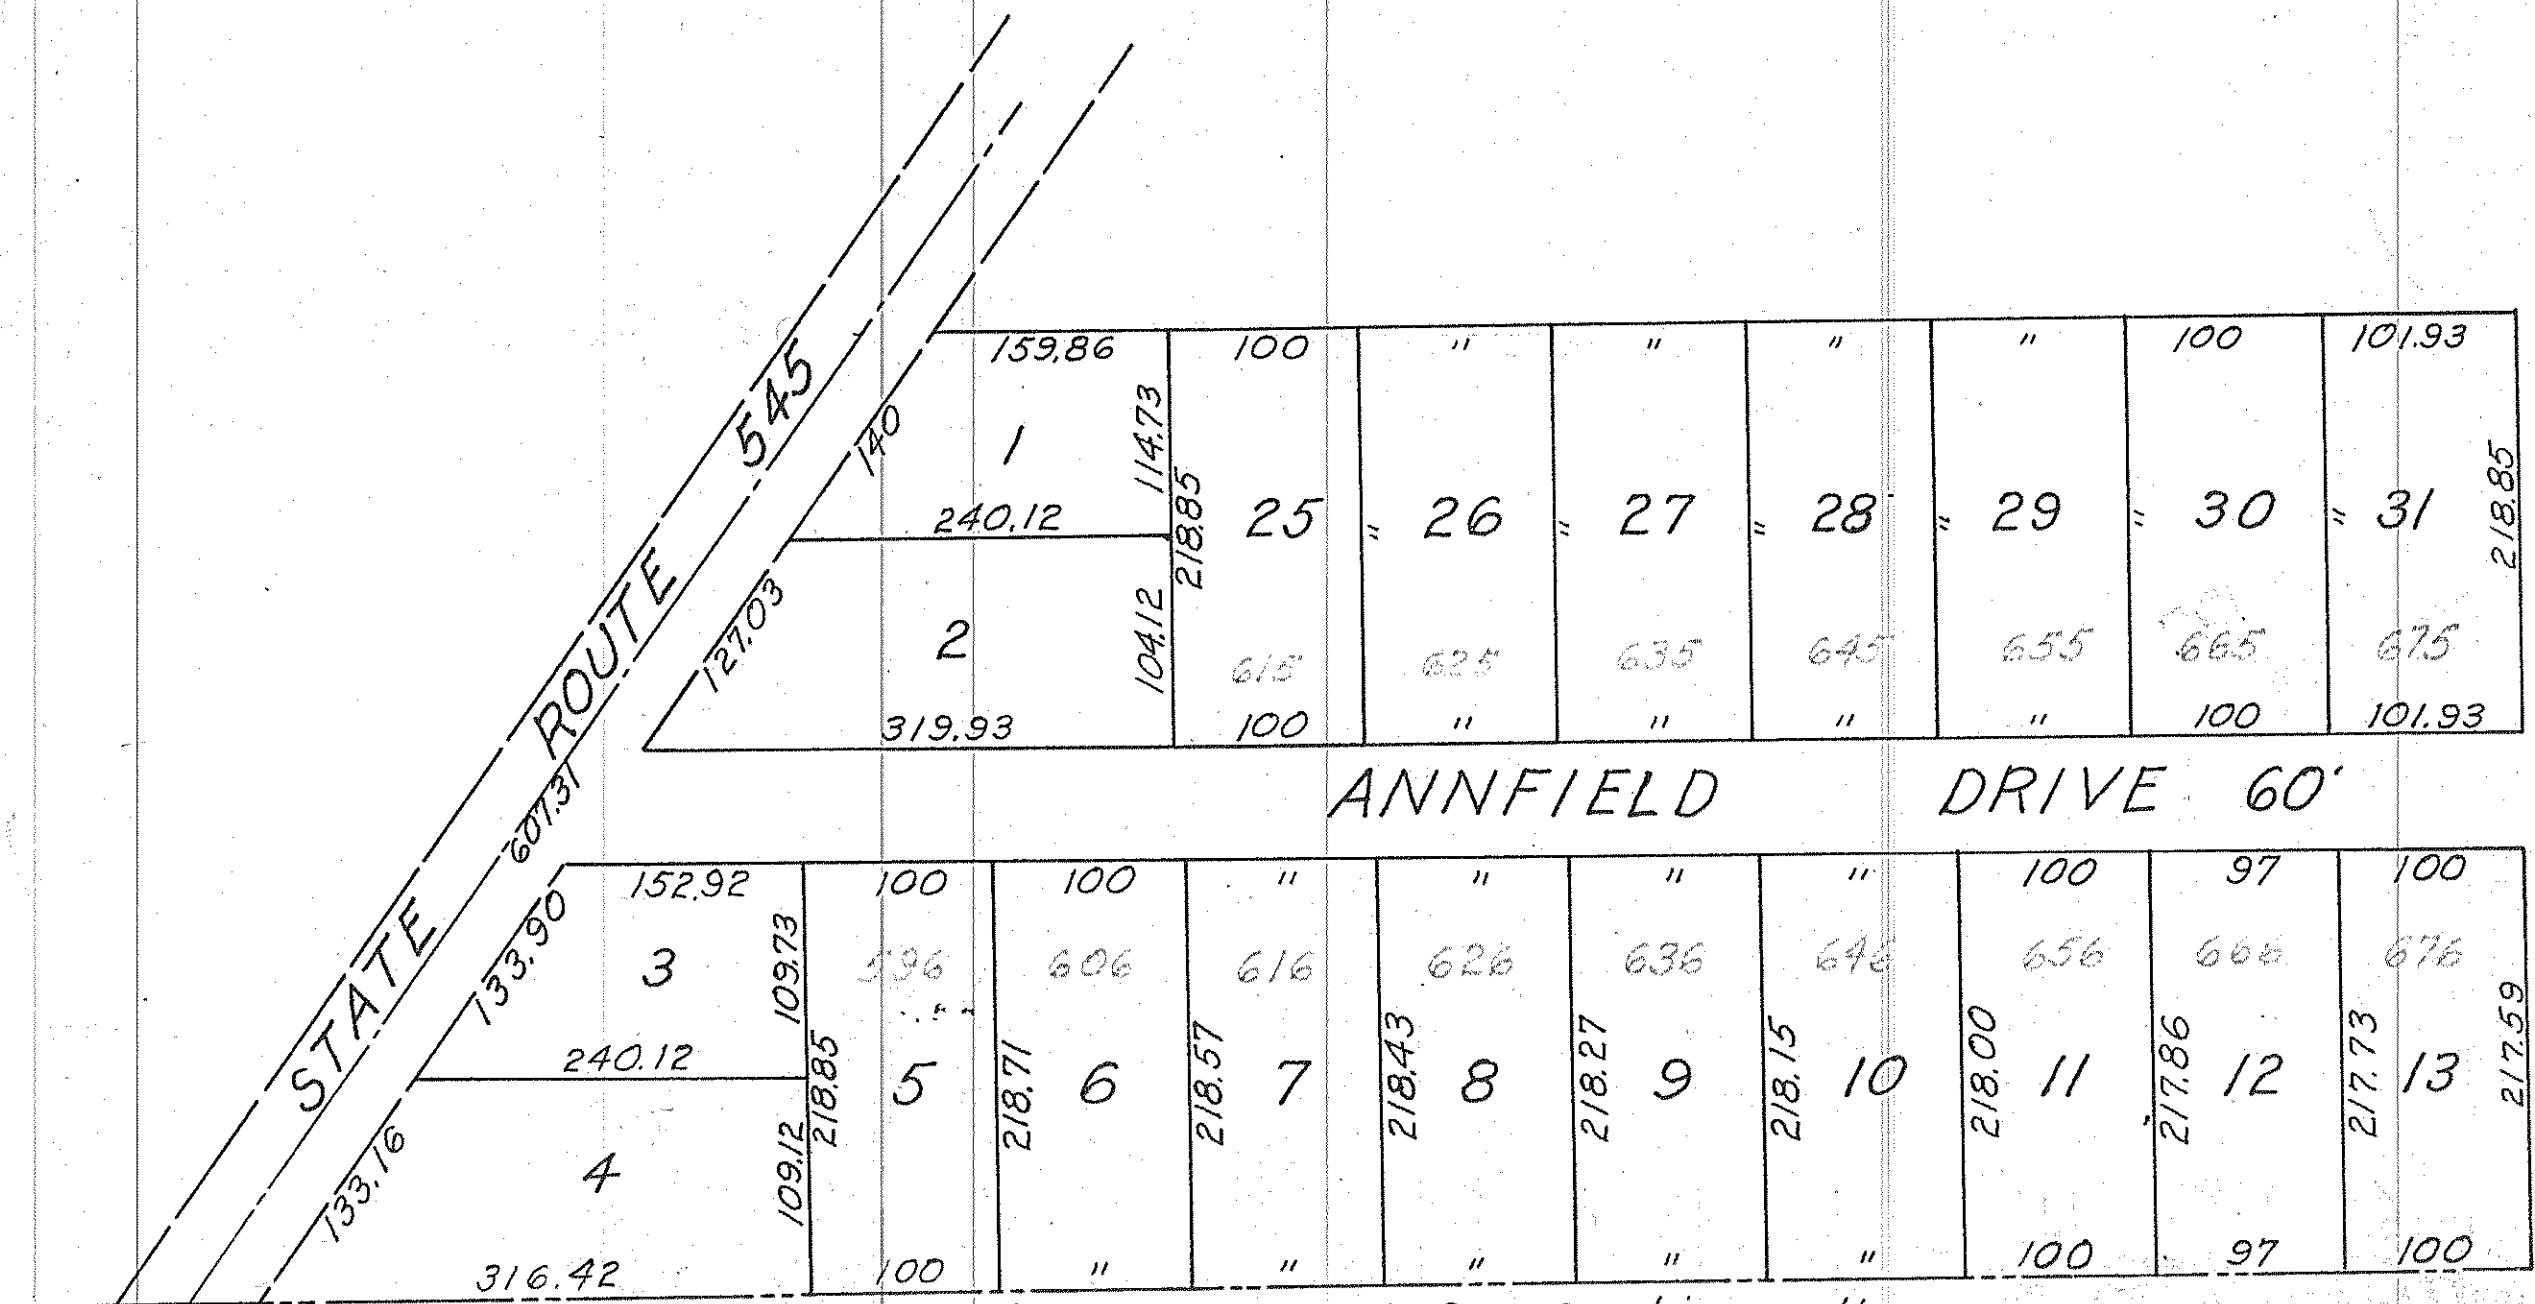 STATE ROUTE 545
607.31
159.86 100 " " " " 100 101.93
140
1
114.73
240.12
218.85
25 " 26 " 27 " 28 " 29 " 30 " 31
218.85
127.03
2
104.12
615 625 635 645 655 665 675
319.93 100 " " " " 100 101.93
ANNFIELD DRIVE 60'
152.92 100 100 " " " " 100 97 100
133.90
3
109.73
596 606 616 626 636 646 656 666 676
240.12
218.85 5 218.71 6 218.57 7 218.43 8 218.27 9 218.15 10 218.00 11 217.86 12 217.73 13 217.59
133.16
4
109.12
316.42 100 " " " " " 100 97 100